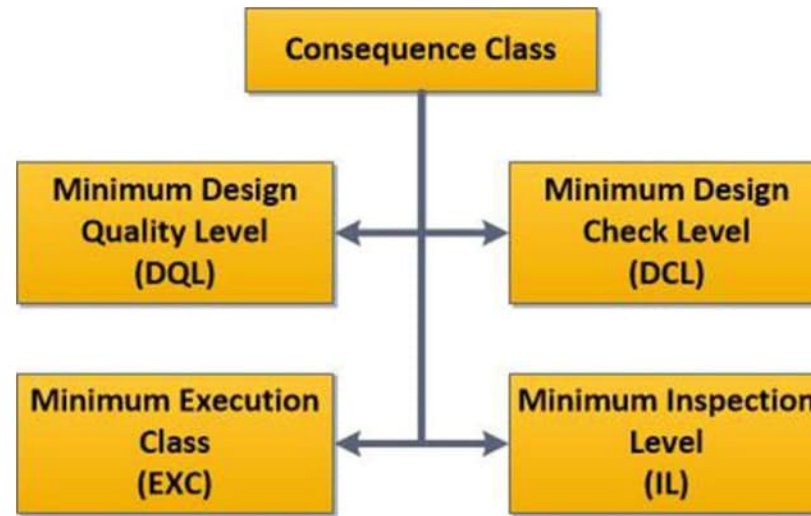 Consequence Class
Minimum Design
Quality Level
(DQL)
Minimum Design
Check Level
(DCL)
Minimum Execution
Class
(EXC)
Minimum Inspection
Level
(IL)